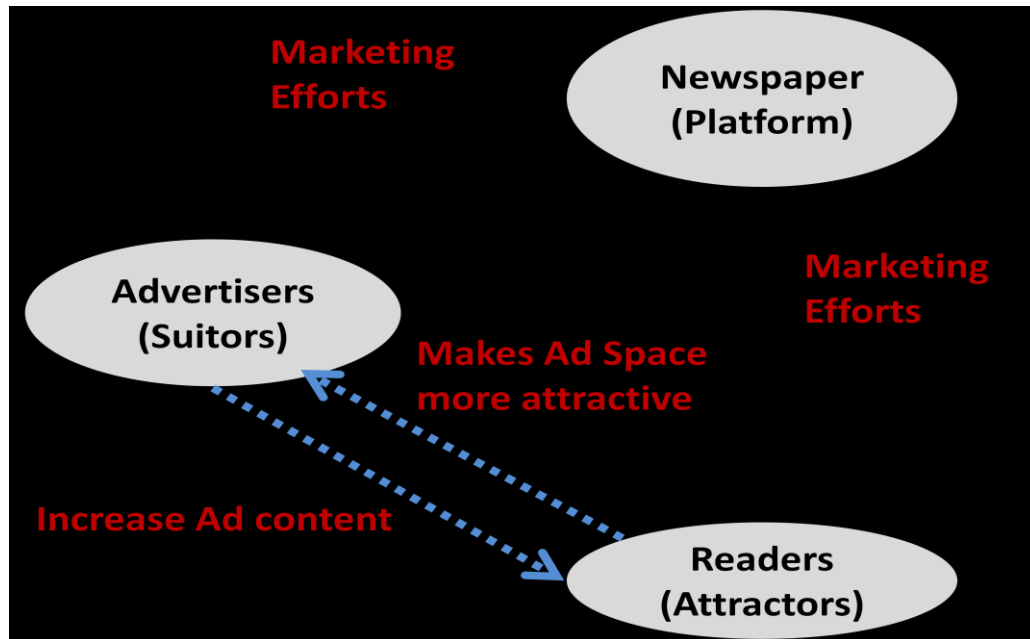 Marketing
Efforts
Newspaper
(Platform)
Advertisers
(Suitors)
Marketing
Efforts
Makes Ad Space
more attractive
Increase Ad content
Readers
(Attractors)